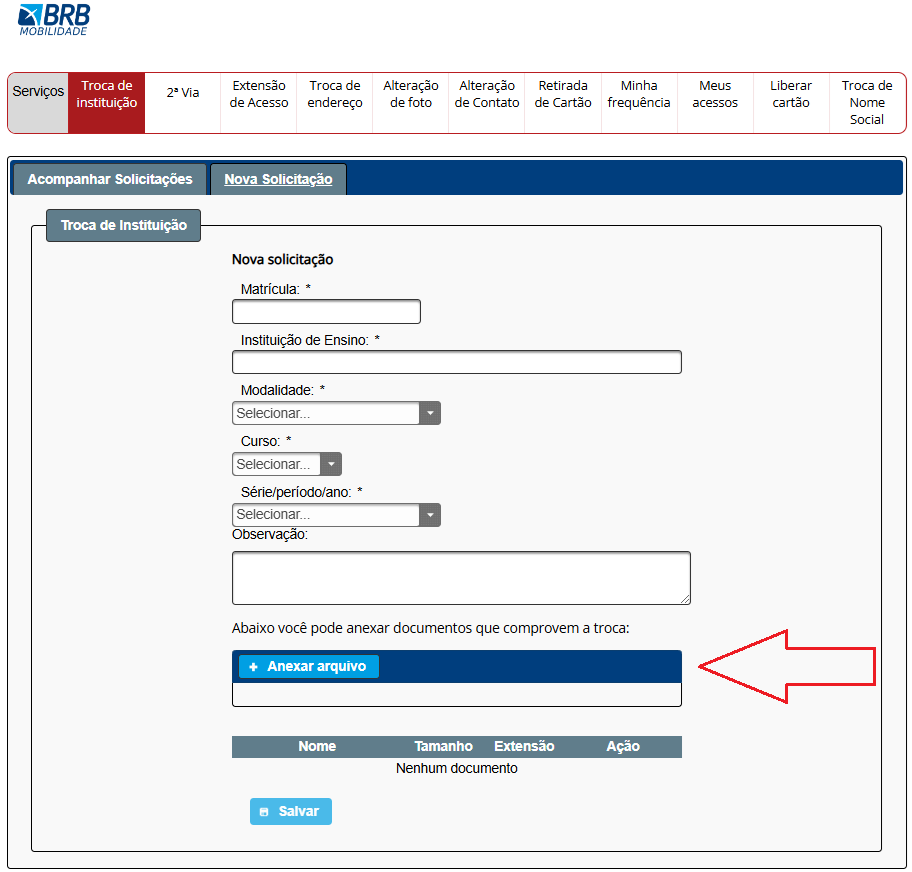 BRB
MOBILIDADE
Serviços
Troca de
instituição
2ª Via
Extensão
de Acesso
Troca de
endereço
Alteração
de foto
Alteração
de Contato
Retirada
de Cartão
Minha
frequência
Meus
acessos
Liberar
cartão
Troca de
Nome
Social
Acompanhar Solicitações
Nova Solicitação
Troca de Instituição
Nova solicitação
Matrícula: *
Instituição de Ensino: *
Modalidade: *
Selecionar...
Curso: *
Selecionar...
Série/período/ano: *
Selecionar...
Observação:
Abaixo você pode anexar documentos que comprovem a troca:
+ Anexar arquivo
Nome Tamanho Extensão Ação
Nenhum documento
Salvar